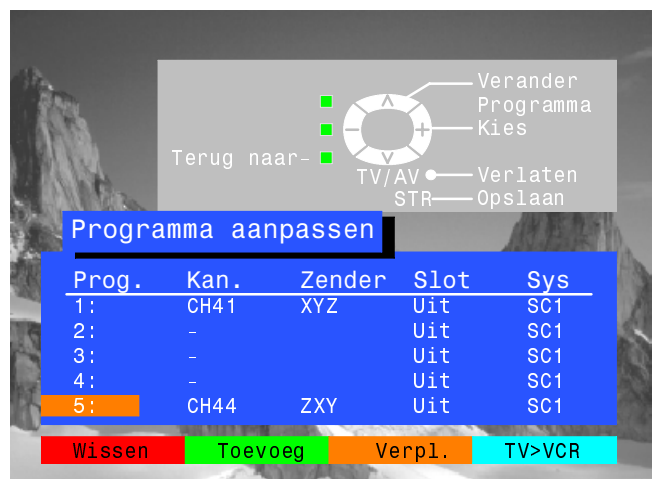 Verander
Programma
Kies
Terug naar
TV/AV Verlaten
STR Opslaan
Programma aanpassen
Prog. Kan. Zender Slot Sys
1: CH41 XYZ Uit SC1
2: - Uit SC1
3: - Uit SC1
4: - Uit SC1
5: CH44 ZXY Uit SC1
Wissen Toevoeg Verpl. TV>VCR